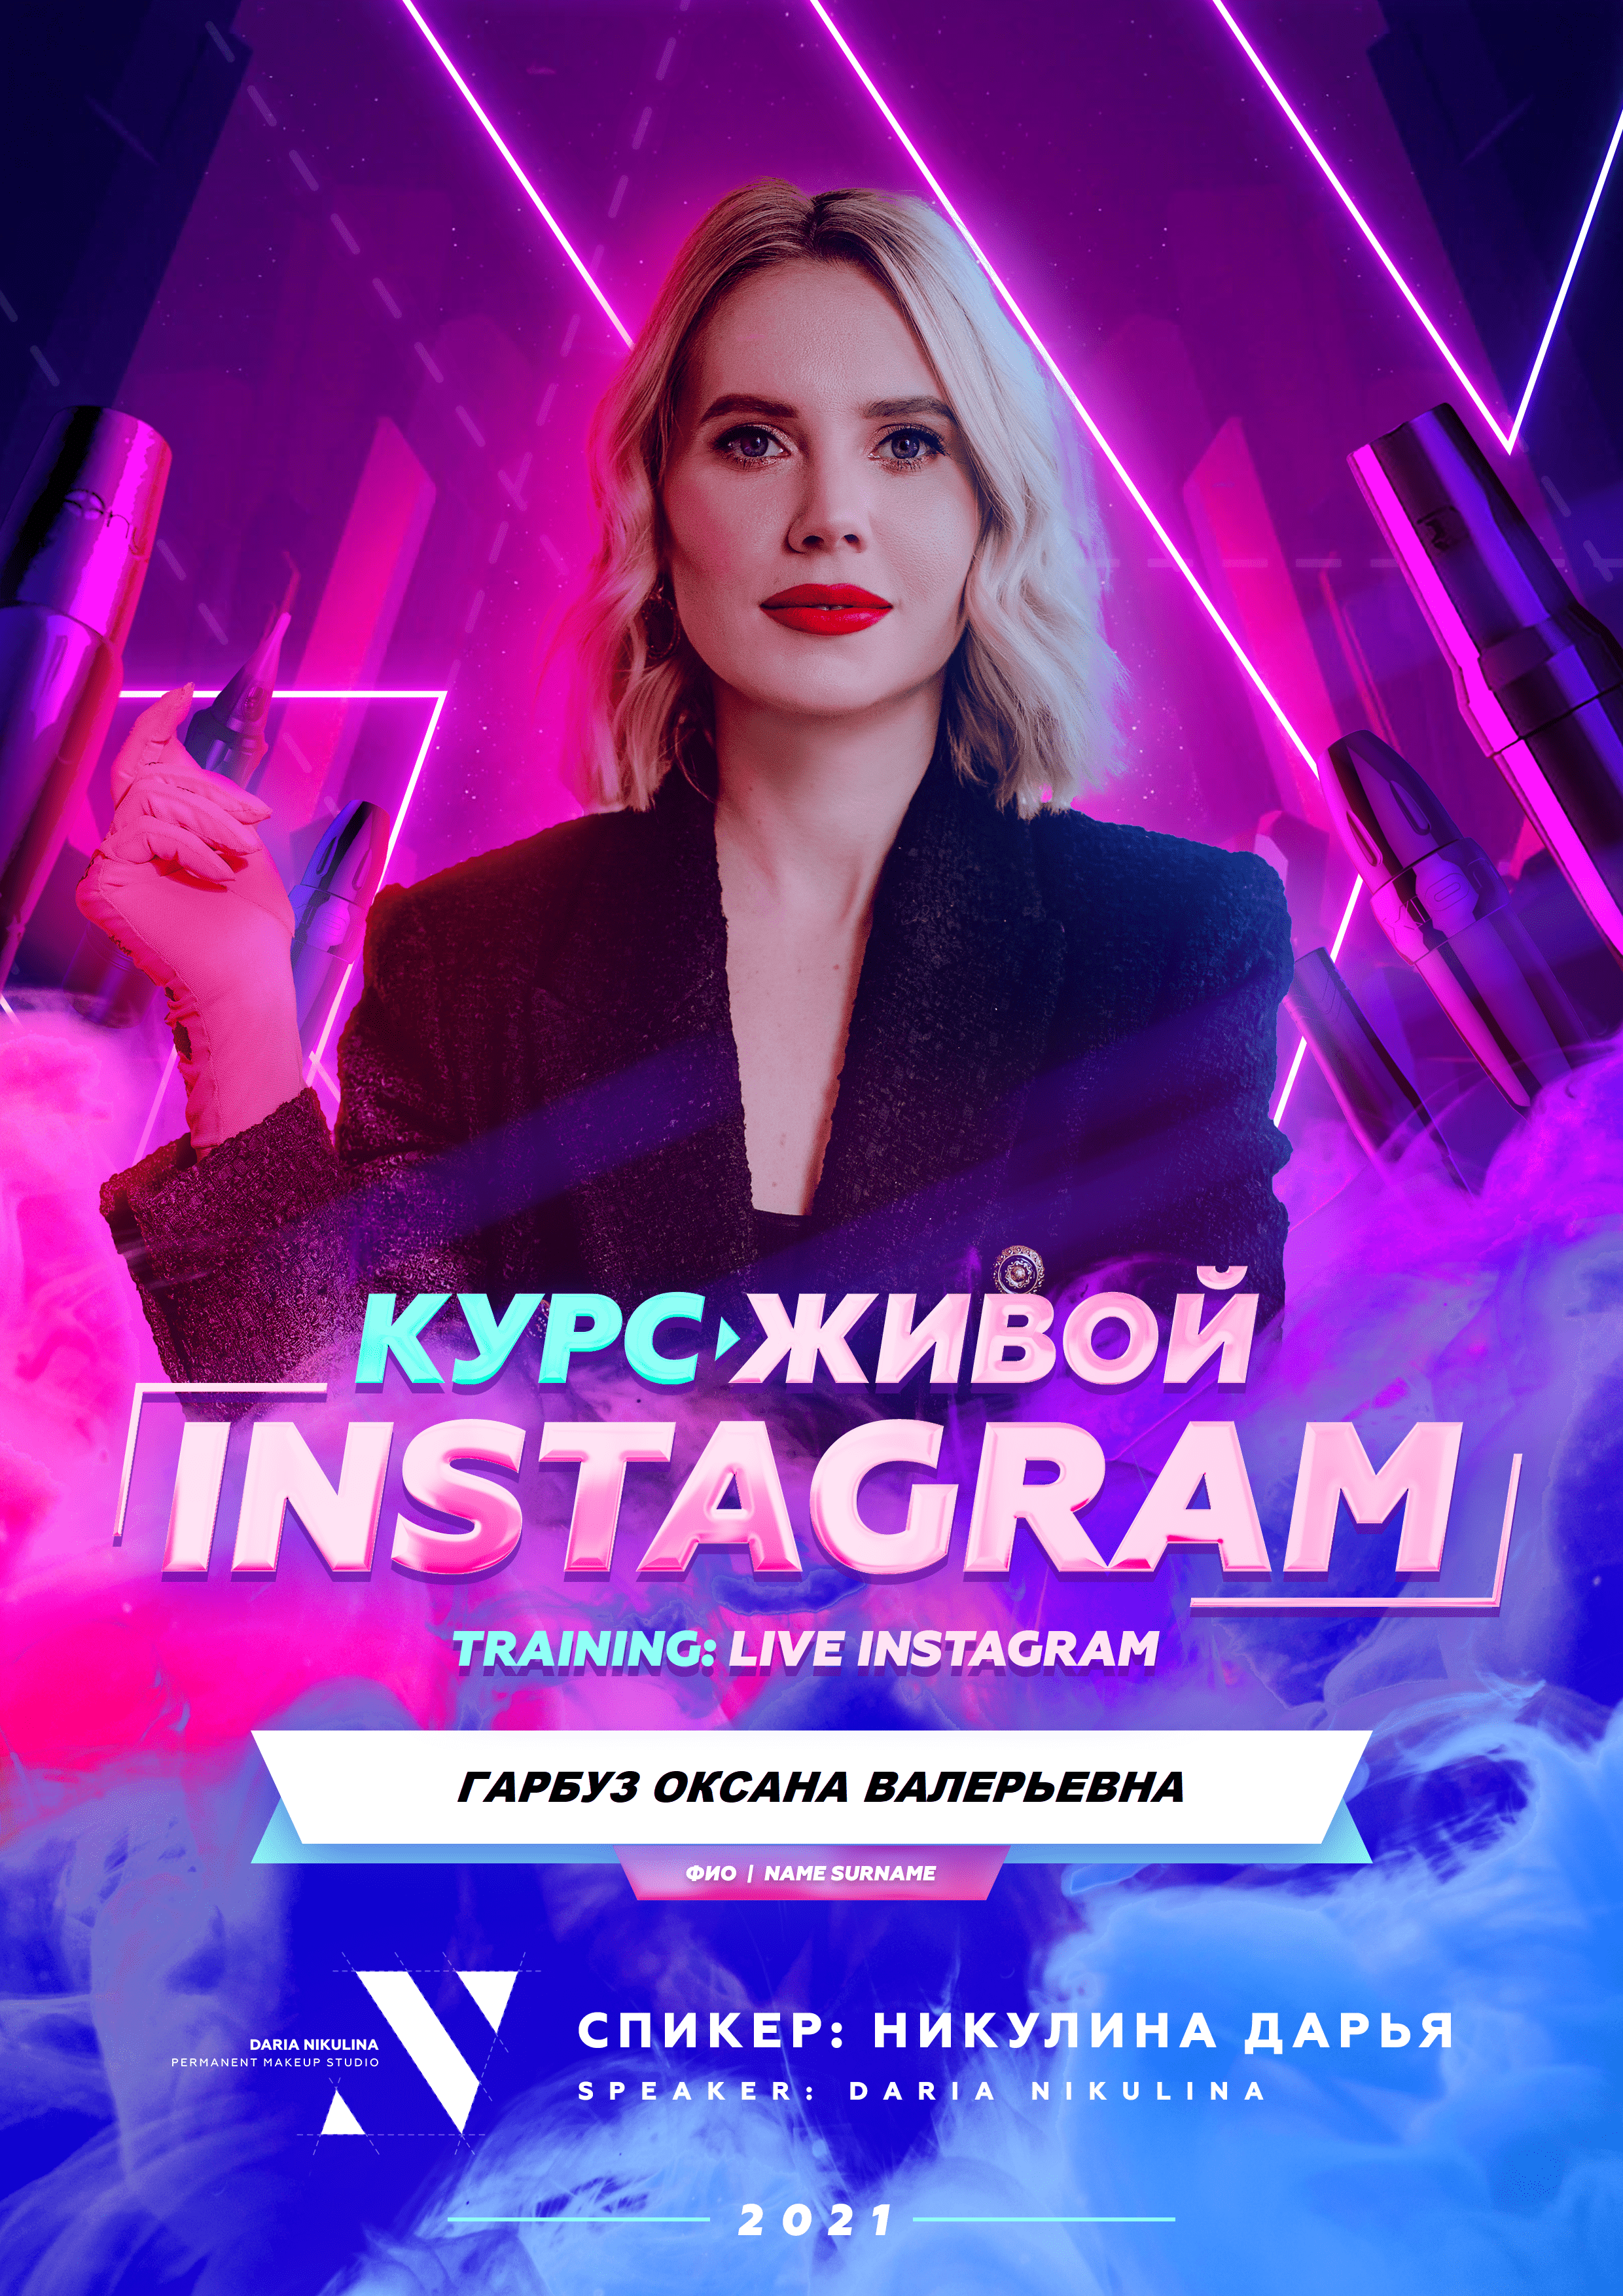 КУРС ЖИВОЙ
INSTAGRAM
TRAINING: LIVE INSTAGRAM
ГАРБУЗ ОКСАНА ВАЛЕРЬЕВНА
ФИО | NAME SURNAME
DARIA NIKULINA
PERMANENT MAKEUP STUDIO
СПИКЕР: НИКУЛИНА ДАРЬЯ
SPEAKER: DARIA NIKULINA
2021